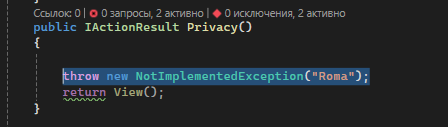 Ссылок: 0 | 0 запросы, 2 активно | 0 исключения, 2 активно
public IActionResult Privacy()
{
throw new NotImplementedException("Roma");
return View();
}